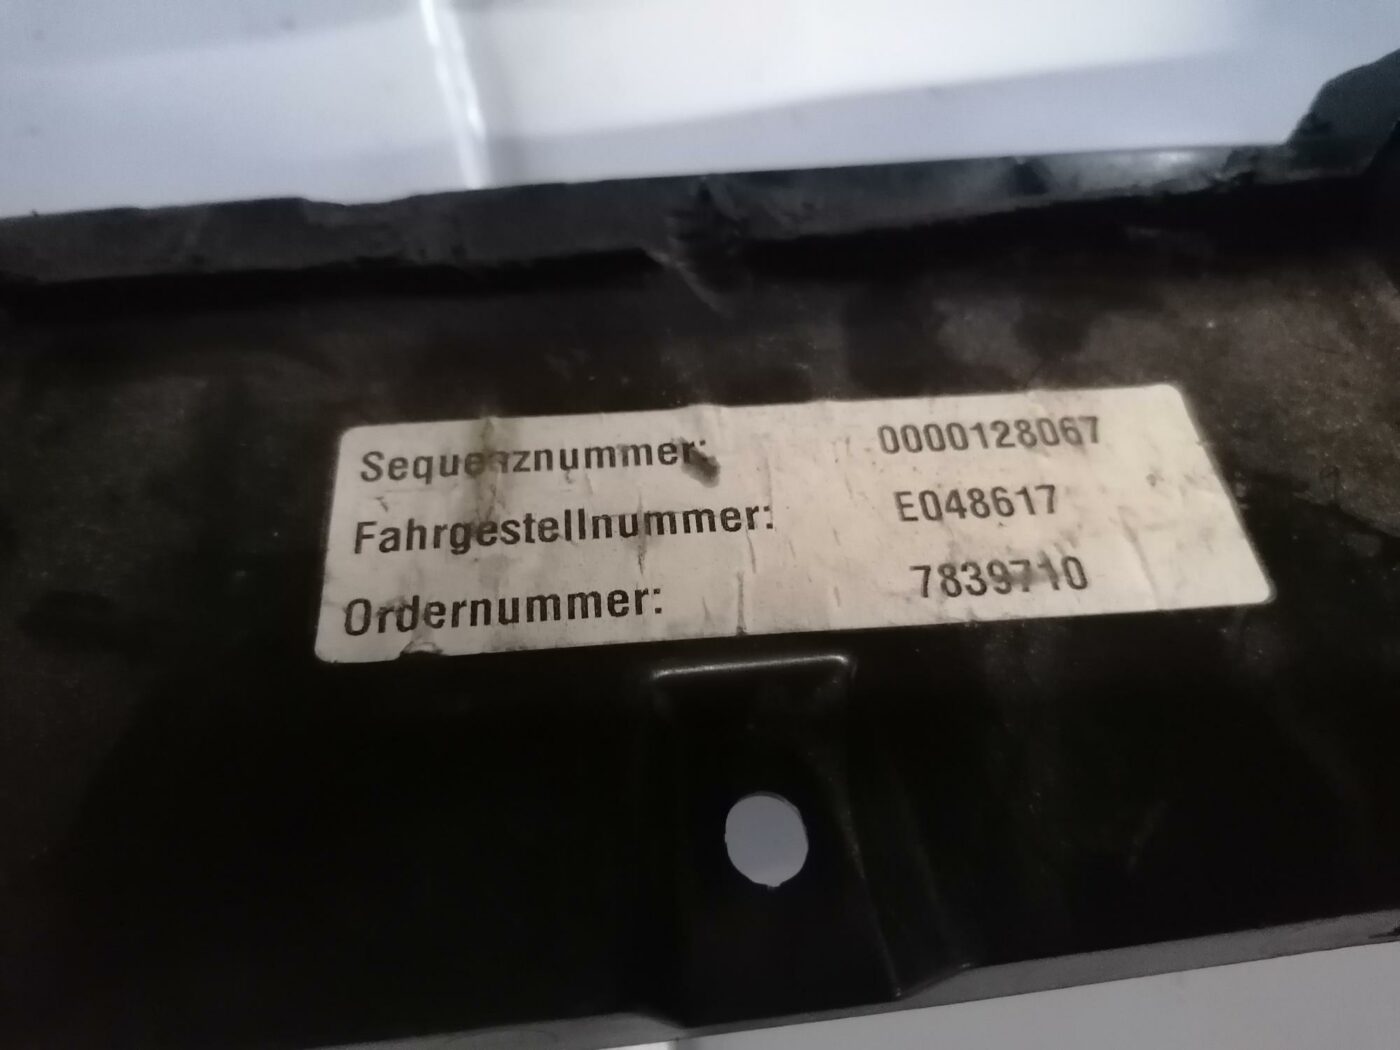 Sequenznummer: 0000128067
Fahrgestellnummer: E048617
Ordernummer: 7839710